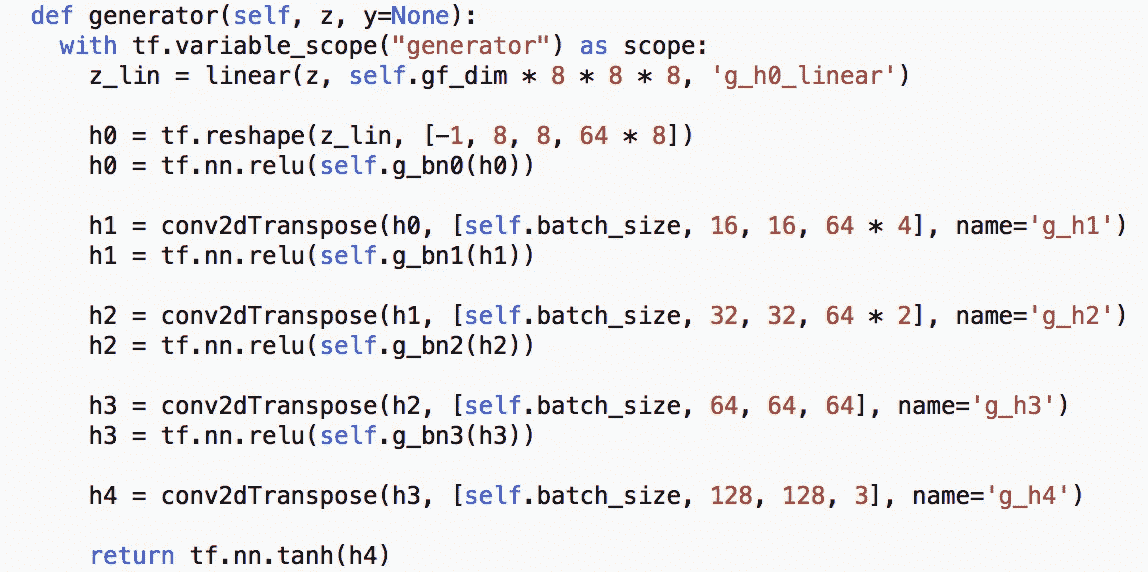 def generator(self, z, y=None):
  with tf.variable_scope("generator") as scope:
    z_lin = linear(z, self.gf_dim * 8 * 8 * 8, 'g_h0_linear')

    h0 = tf.reshape(z_lin, [-1, 8, 8, 64 * 8])
    h0 = tf.nn.relu(self.g_bn0(h0))

    h1 = conv2dTranspose(h0, [self.batch_size, 16, 16, 64 * 4], name='g_h1')
    h1 = tf.nn.relu(self.g_bn1(h1))

    h2 = conv2dTranspose(h1, [self.batch_size, 32, 32, 64 * 2], name='g_h2')
    h2 = tf.nn.relu(self.g_bn2(h2))

    h3 = conv2dTranspose(h2, [self.batch_size, 64, 64, 64], name='g_h3')
    h3 = tf.nn.relu(self.g_bn3(h3))

    h4 = conv2dTranspose(h3, [self.batch_size, 128, 128, 3], name='g_h4')

    return tf.nn.tanh(h4)